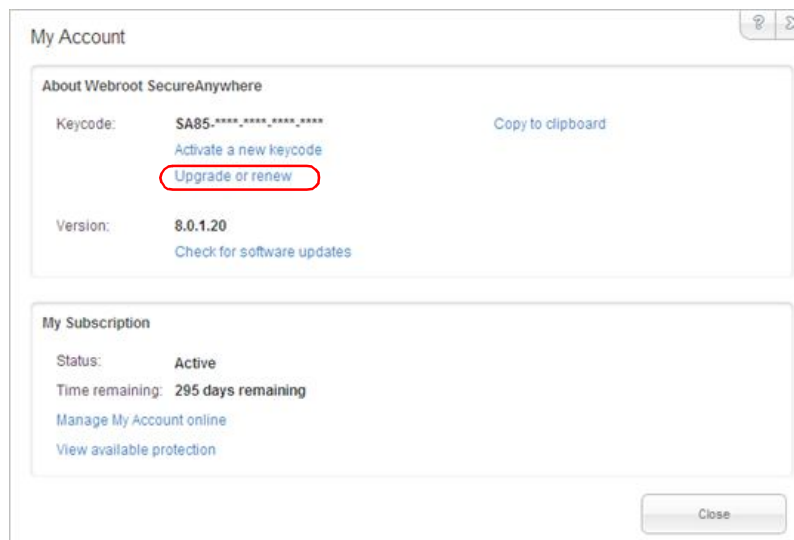 My Account
?
About Webroot SecureAnywhere
Keycode: SA85-****-****-****-**** Copy to clipboard
Activate a new keycode
Upgrade or renew
Version: 8.0.1.20
Check for software updates
My Subscription
Status: Active
Time remaining: 295 days remaining
Manage My Account online
View available protection
Close